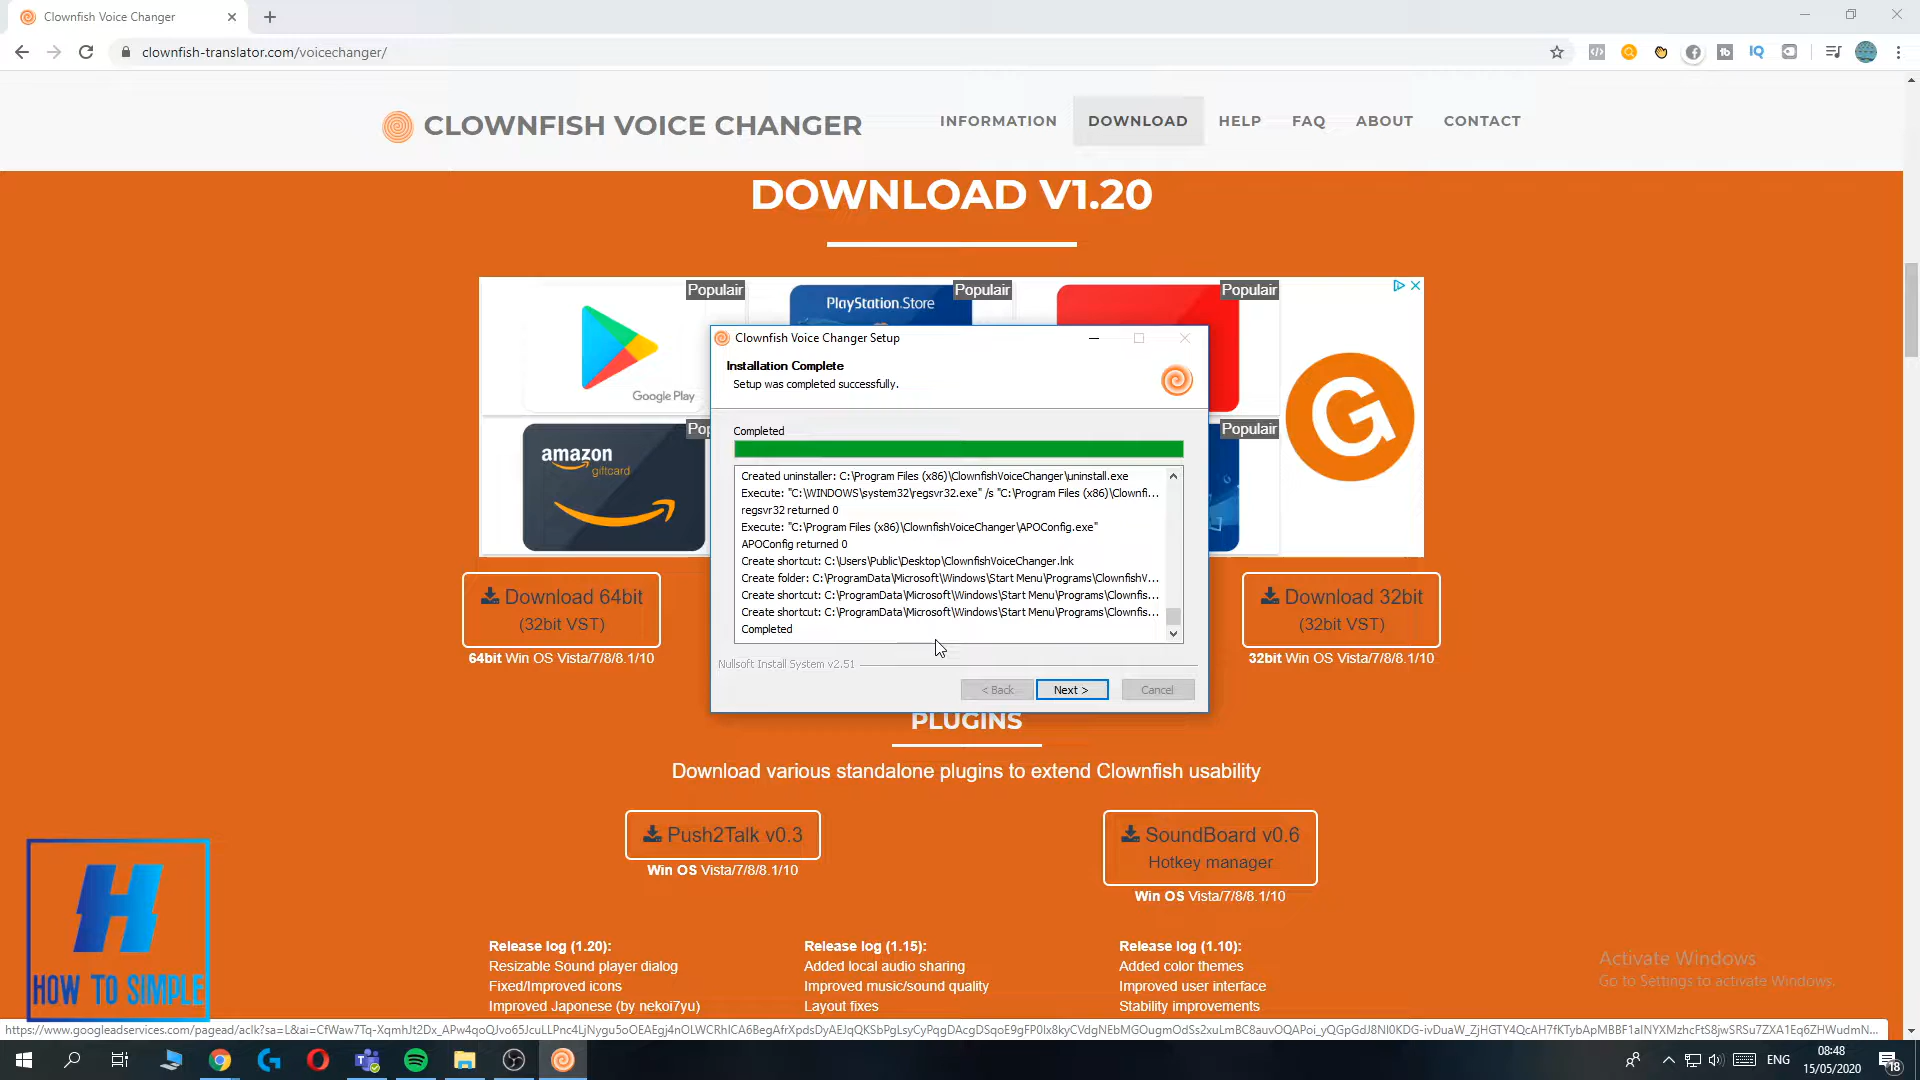 Clownfish Voice Changer
clownfish-translator.com/voicechanger/
CLOWNFISH VOICE CHANGER
INFORMATION
DOWNLOAD
HELP
FAQ
ABOUT
CONTACT
DOWNLOAD V1.20
Populair
Populair
Populair
PlayStation.Store
Google Play
Pop
Populair
amazon
giftcard
G
Clownfish Voice Changer Setup
Installation Complete
Setup was completed successfully.
Completed
Created uninstaller: C:\Program Files (x86)\ClownfishVoiceChanger\uninstall.exe
Execute: "C:\WINDOWS\system32\regsvr32.exe" /s "C:\Program Files (x86)\Clownfi...
regsvr32 returned 0
Execute: "C:\Program Files (x86)\ClownfishVoiceChanger\APOConfig.exe"
APOConfig returned 0
Create shortcut: C:\Users\Public\Desktop\ClownfishVoiceChanger.lnk
Create folder: C:\ProgramData\Microsoft\Windows\Start Menu\Programs\ClownfishV...
Create shortcut: C:\ProgramData\Microsoft\Windows\Start Menu\Programs\Clownfis...
Create shortcut: C:\ProgramData\Microsoft\Windows\Start Menu\Programs\Clownfis...
Completed
Nullsoft Install System v2.51
< Back
Next >
Cancel
Download 64bit
(32bit VST)
64bit Win OS Vista/7/8/8.1/10
Download 32bit
(32bit VST)
32bit Win OS Vista/7/8/8.1/10
PLUGINS
Download various standalone plugins to extend Clownfish usability
Push2Talk v0.3
Win OS Vista/7/8/8.1/10
SoundBoard v0.6
Hotkey manager
Win OS Vista/7/8/8.1/10
Release log (1.20):
Resizable Sound player dialog
Fixed/Improved icons
Improved Japonese (by nekoi7yu)
Release log (1.15):
Added local audio sharing
Improved music/sound quality
Layout fixes
Release log (1.10):
Added color themes
Improved user interface
Stability improvements
H
HOW TO SIMPLE
Activate Windows
Go to Settings to activate Windows.
ENG
08:48
15/05/2020
18